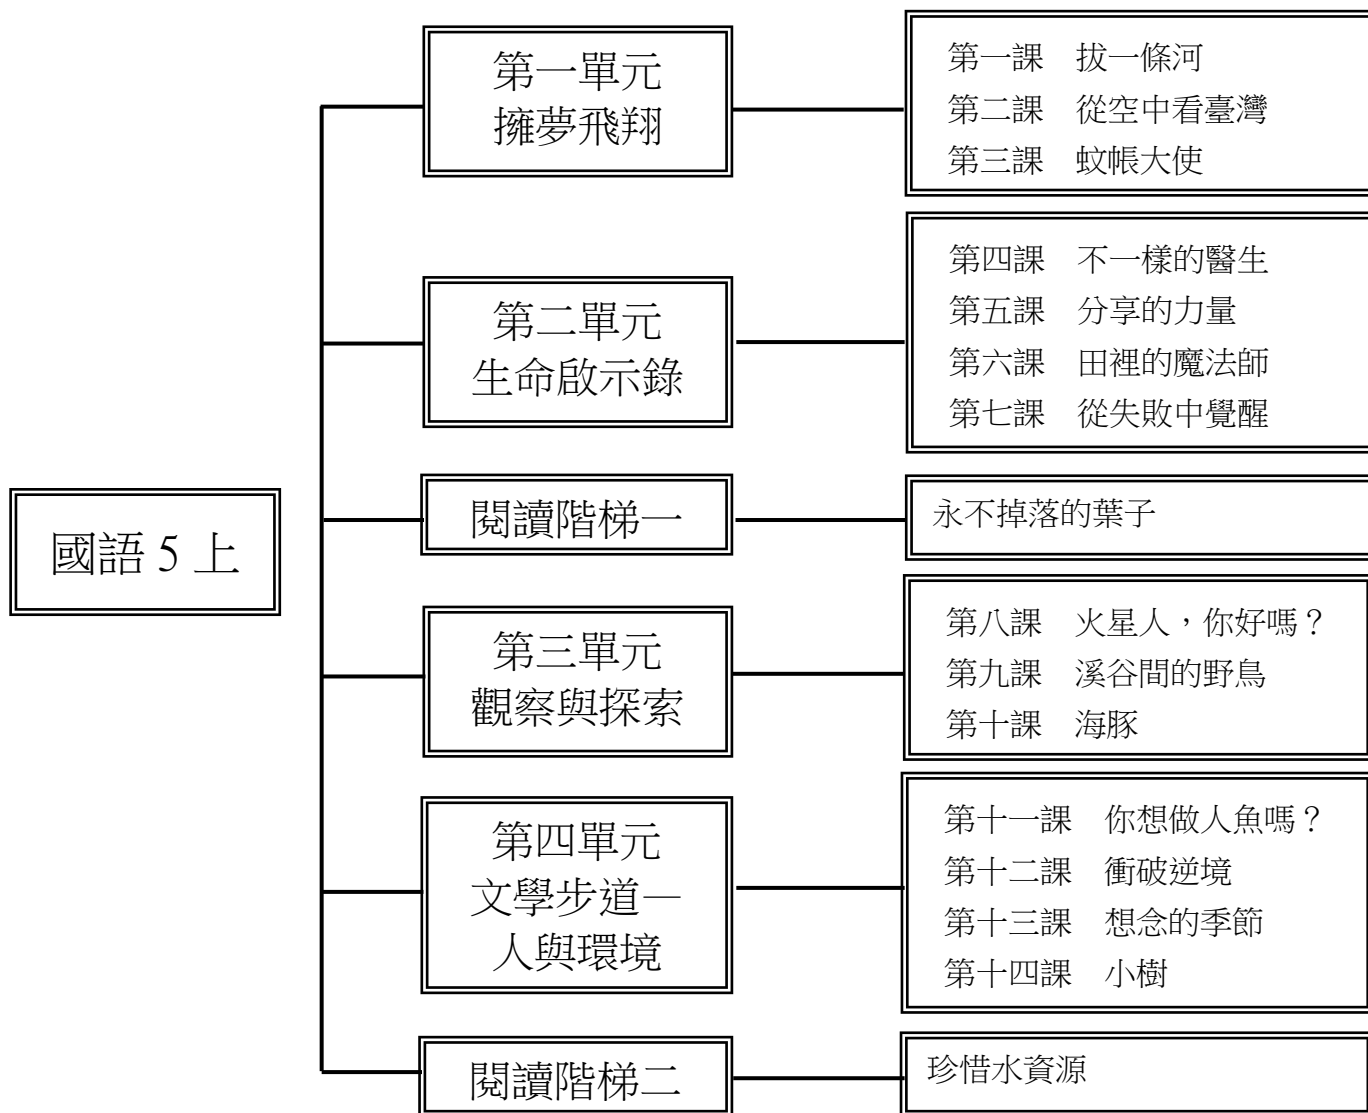 國語 5 上
第一單元
擁夢飛翔
第一課　拔一條河
第二課　從空中看臺灣
第三課　蚊帳大使
第二單元
生命啟示錄
第四課　不一樣的醫生
第五課　分享的力量
第六課　田裡的魔法師
第七課　從失敗中覺醒
閱讀階梯一
永不掉落的葉子
第三單元
觀察與探索
第八課　火星人，你好嗎？
第九課　溪谷間的野鳥
第十課　海豚
第四單元
文學步道—
人與環境
第十一課　你想做人魚嗎？
第十二課　衝破逆境
第十三課　想念的季節
第十四課　小樹
閱讀階梯二
珍惜水資源